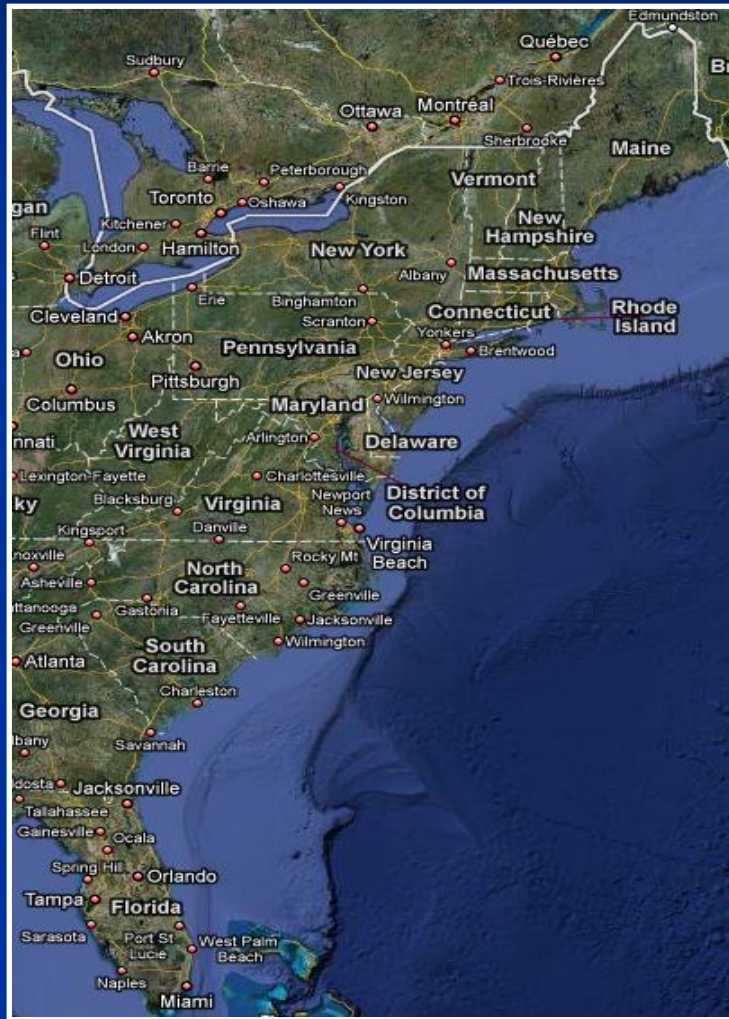 Edmundston
Québec
Sudbury
Trois-Rivières
Ottawa
Montréal
Sherbrooke
Maine
Barrie
Peterborough
Vermont
Toronto
Oshawa
Kingston
Kitchener
New
Hampshire
Flint
London
Hamilton
New York
Albany
Massachusetts
Detroit
Erie
Binghamton
Connecticut
Rhode
Island
Cleveland
Scranton
Yonkers
Akron
Brentwood
Ohio
Pennsylvania
Pittsburgh
New Jersey
Columbus
Maryland
Wilmington
West
Virginia
Arlington
Delaware
Lexington-Fayette
Charlottesville
Blacksburg
Virginia
Newport
News
District of
Columbia
Kingsport
Danville
Virginia
Beach
Rocky Mt
Asheville
North
Carolina
Greenville
Gastonia
Fayetteville
Jacksonville
Greenville
South
Carolina
Wilmington
Atlanta
Charleston
Georgia
Savannah
Jacksonville
Tallahassee
Gainesville
Ocala
Spring Hill
Orlando
Tampa
Florida
Sarasota
Port St
Lucie
West Palm
Beach
Naples
Miami